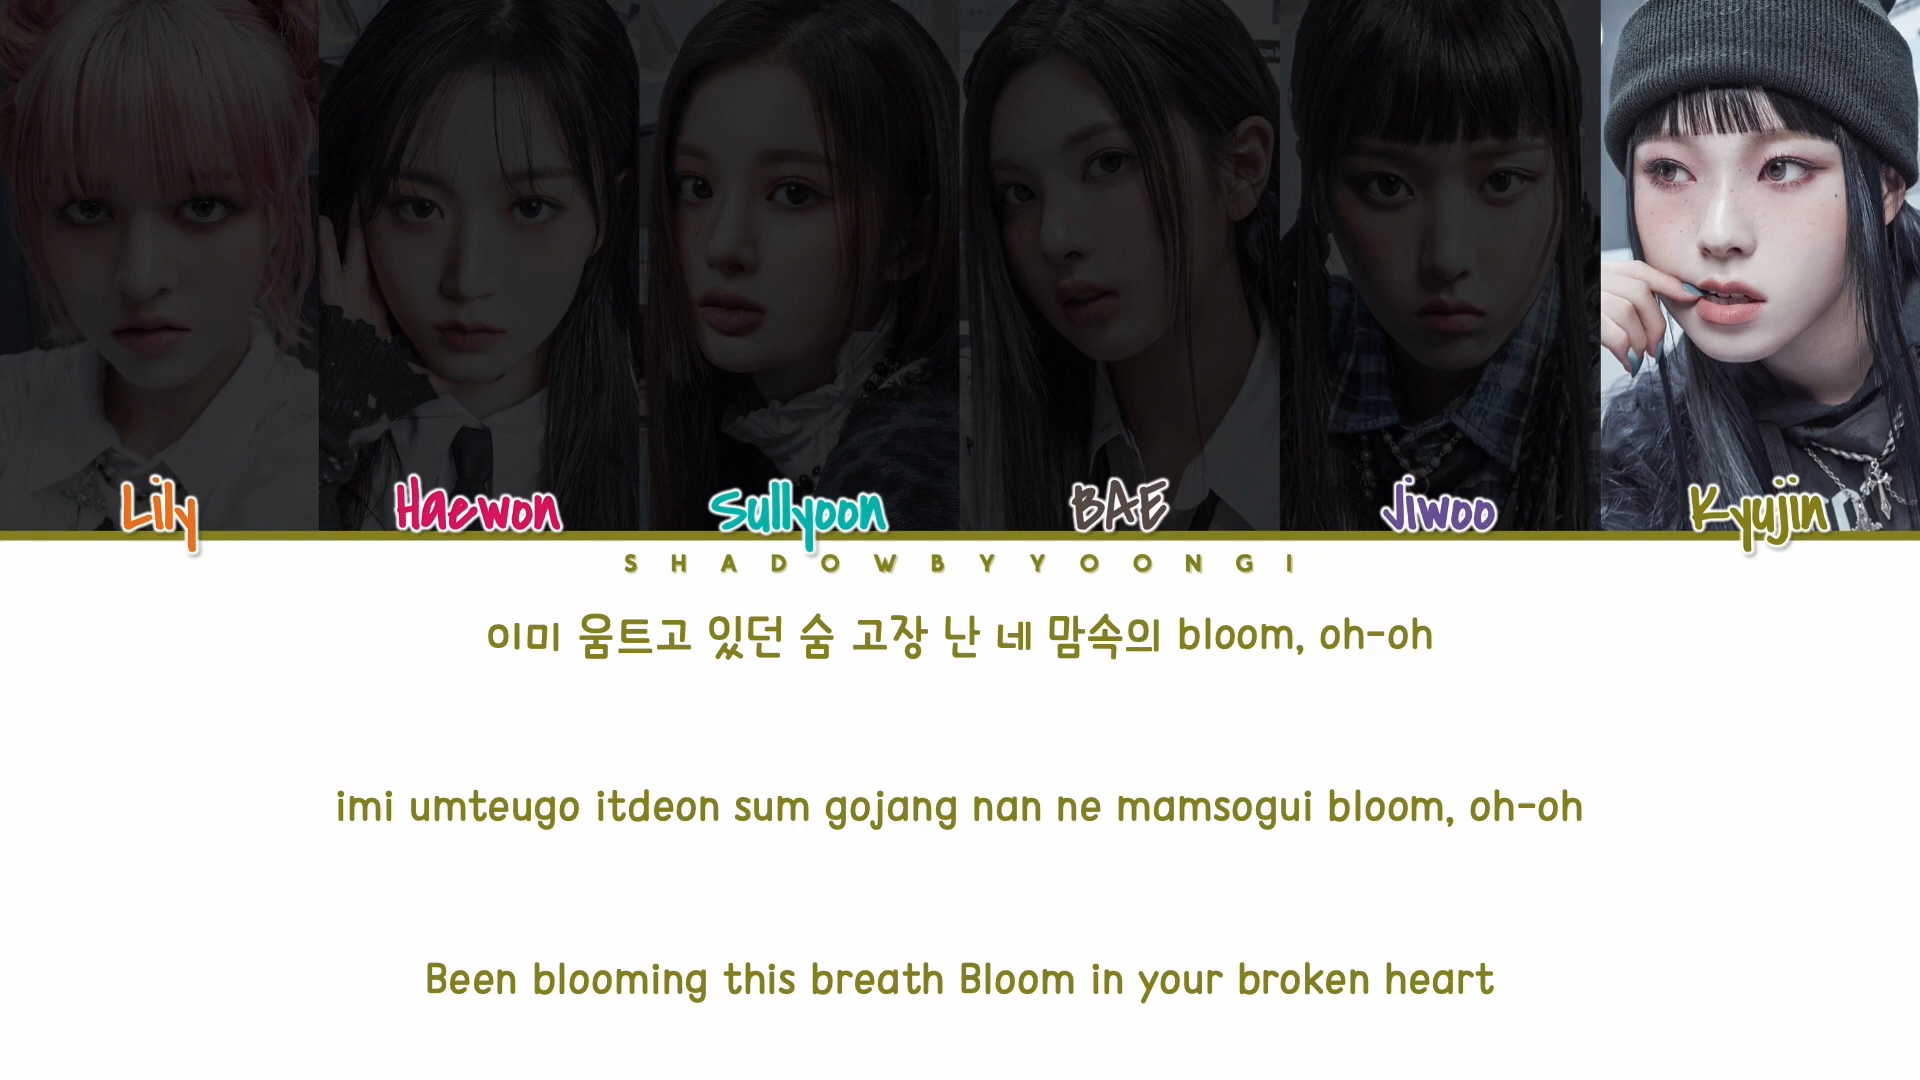 Lily Haewon Sullyoon BAE Jiwoo Kyujin
SHADOWBYYOONGI
이미 움트고 있던 숨 고장 난 네 맘속의 bloom, oh-oh
imi umteugo itdeon sum gojang nan ne mamsogui bloom, oh-oh
Been blooming this breath Bloom in your broken heart